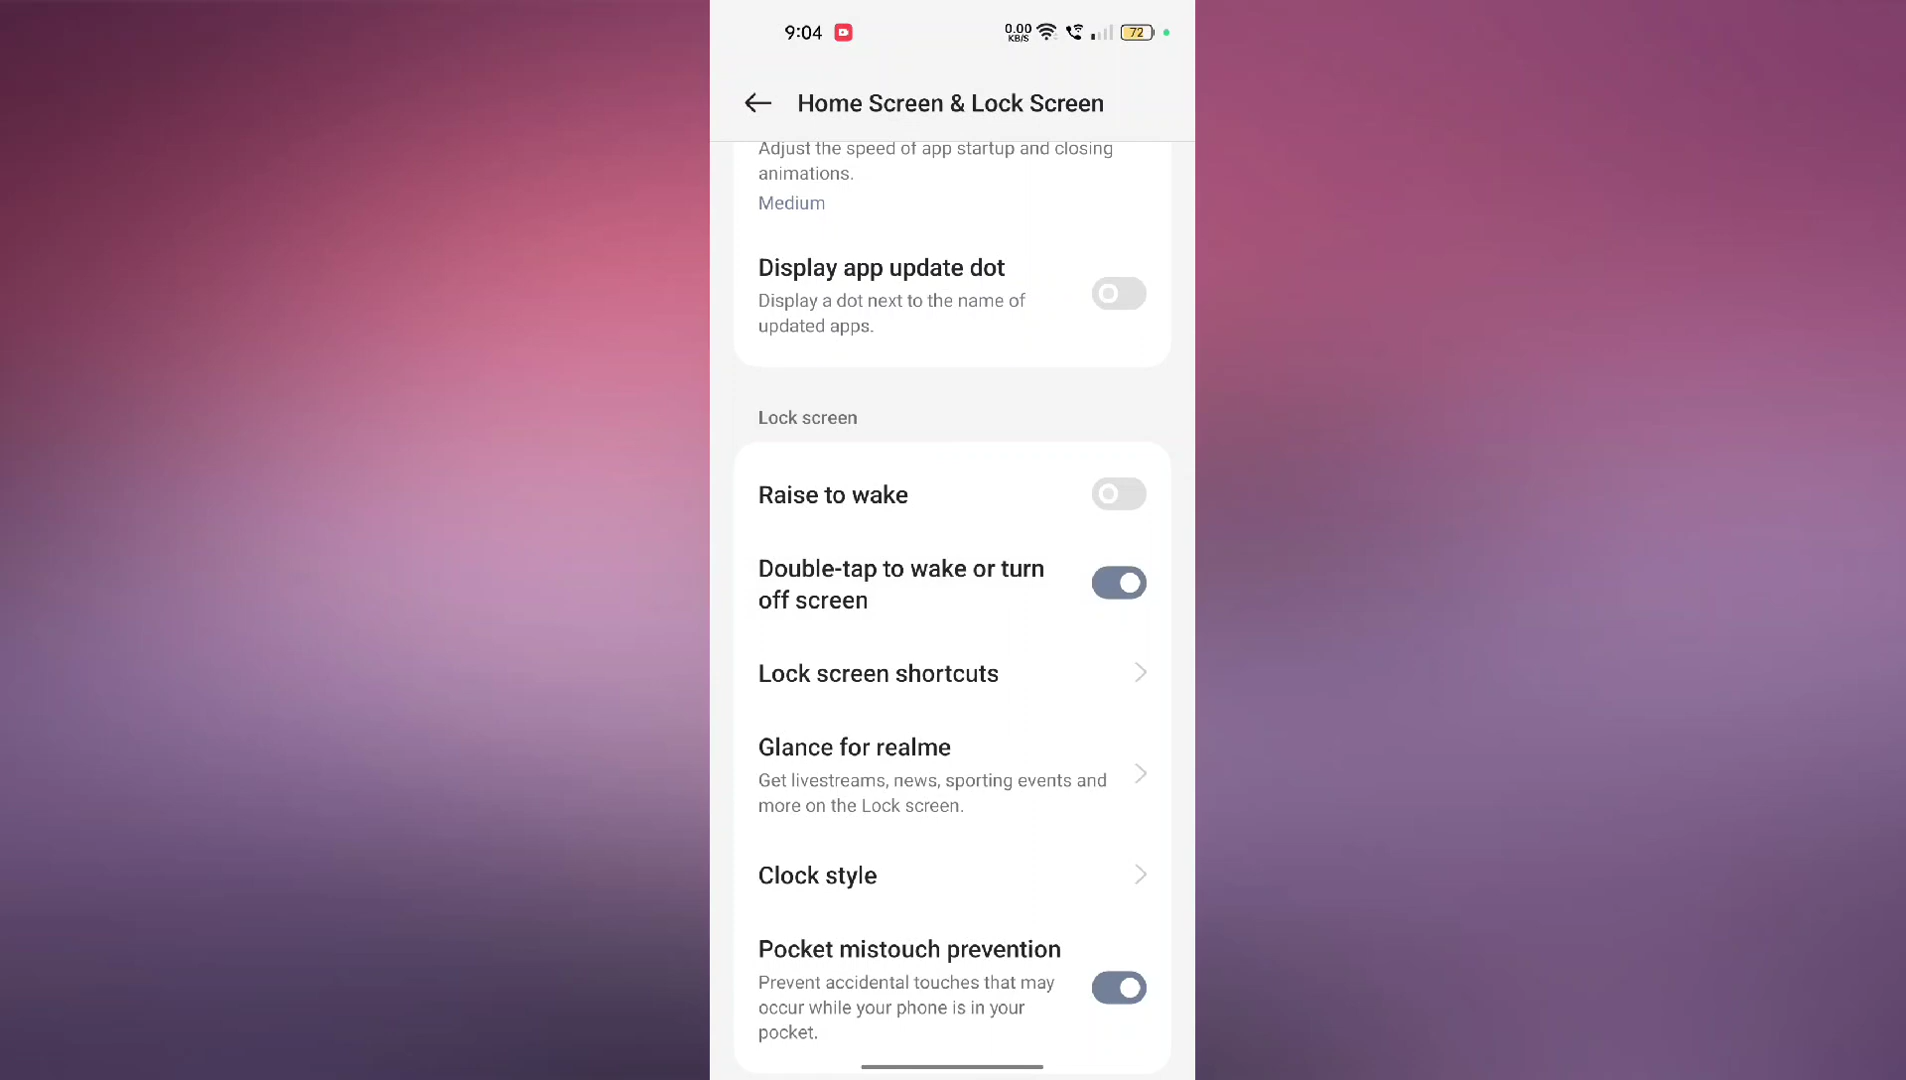 9:04
0.00
KB/S
72
Home Screen & Lock Screen
Adjust the speed of app startup and closing
animations.
Medium
Display app update dot
Display a dot next to the name of
updated apps.
Lock screen
Raise to wake
Double-tap to wake or turn
off screen
Lock screen shortcuts
Glance for realme
Get livestreams, news, sporting events and
more on the Lock screen.
Clock style
Pocket mistouch prevention
Prevent accidental touches that may
occur while your phone is in your
pocket.